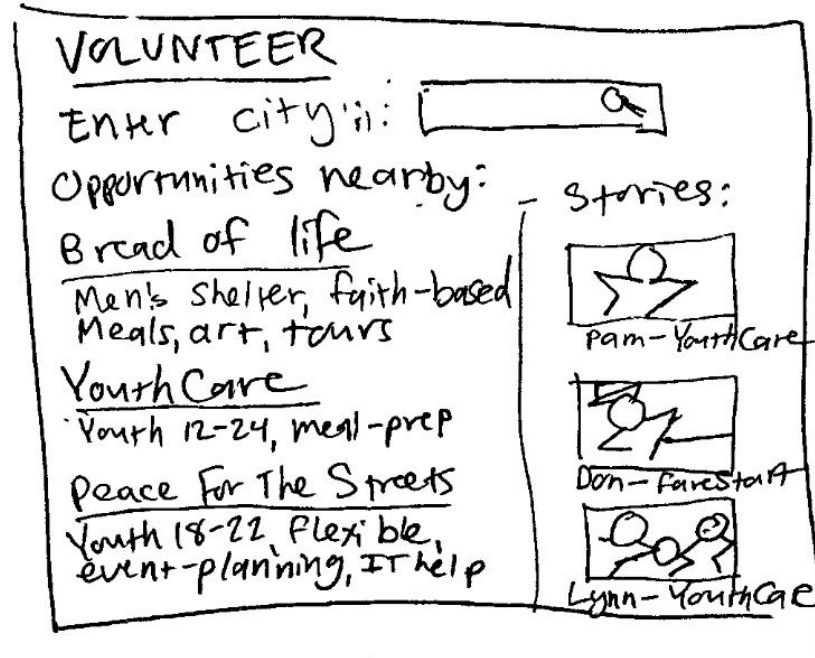 VOLUNTEER
Enter city:
Opportunities nearby:
Bread of life
Men's shelter, faith-based
Meals, art, tours
YouthCare
Youth 12-24, meal-prep
Peace For The Streets
Youth 18-22, Flexible,
event-planning, IT help
Stories:
Pam-YouthCare
Don-FareStart
Lynn-YouthCare